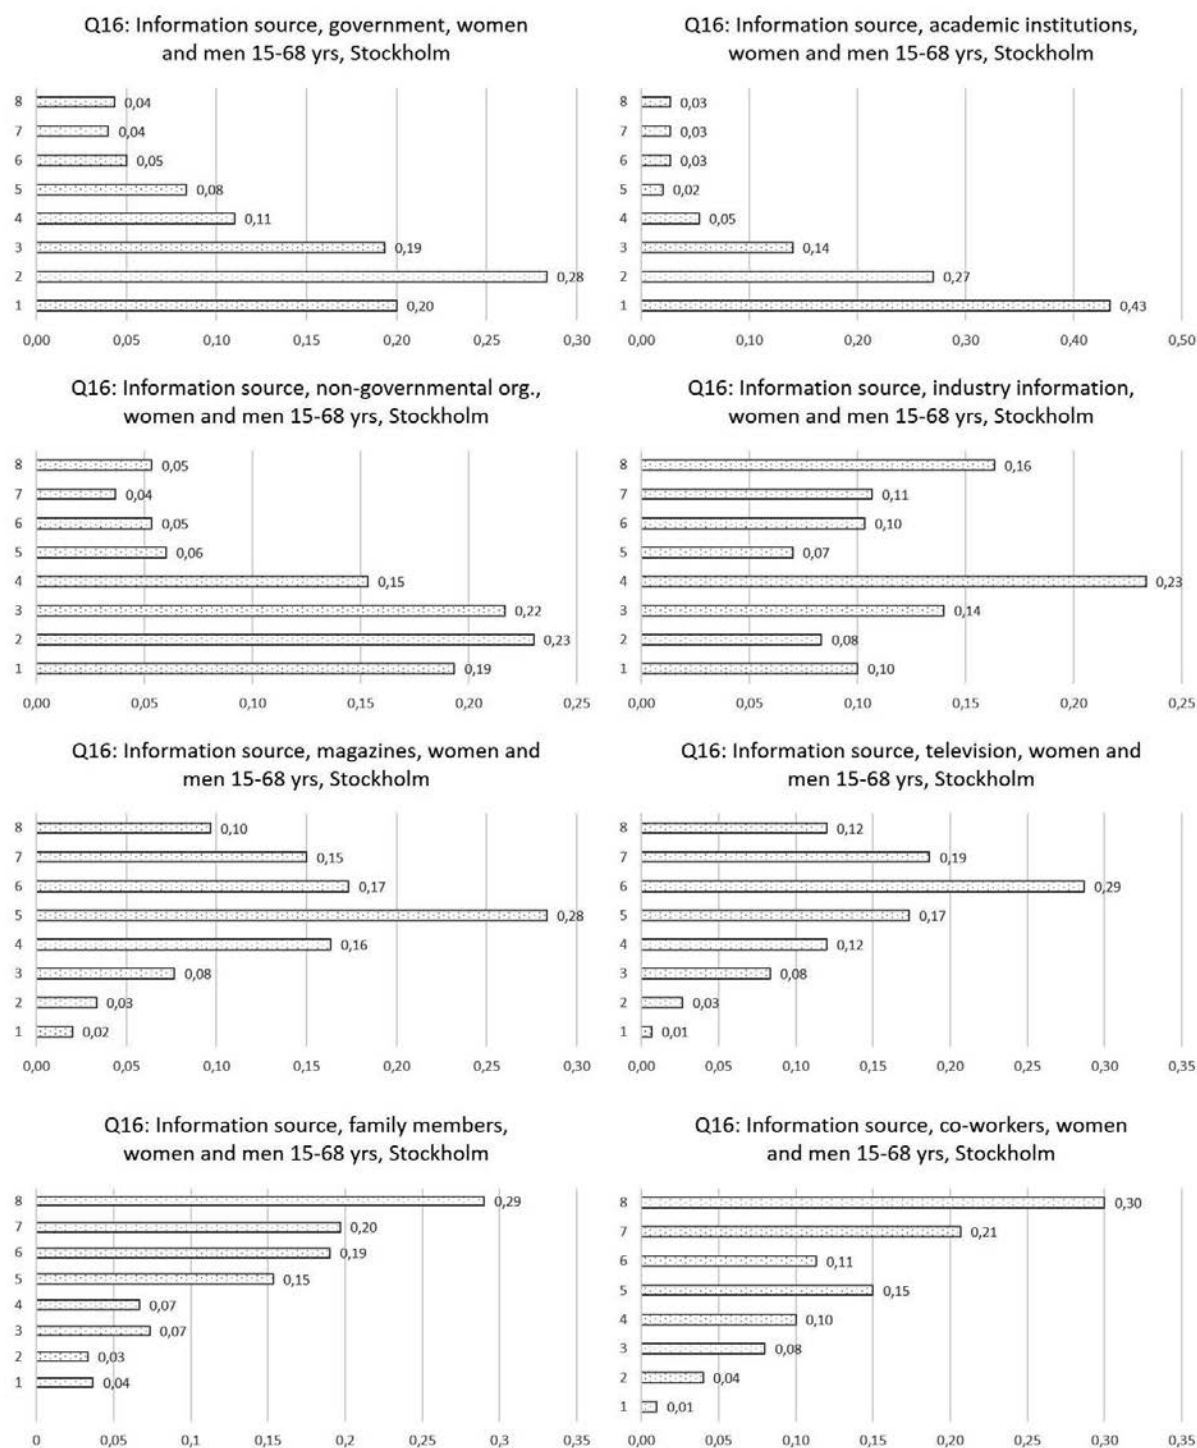 Q16: Information source, government, women
and men 15-68 yrs, Stockholm
8 0,04
7 0,04
6 0,05
5 0,08
4 0,11
3 0,19
2 0,28
1 0,20
0,00 0,05 0,10 0,15 0,20 0,25 0,30
Q16: Information source, academic institutions,
women and men 15-68 yrs, Stockholm
8 0,03
7 0,03
6 0,03
5 0,02
4 0,05
3 0,14
2 0,27
1 0,43
0,00 0,10 0,20 0,30 0,40 0,50
Q16: Information source, non-governmental org.,
women and men 15-68 yrs, Stockholm
8 0,05
7 0,04
6 0,05
5 0,06
4 0,15
3 0,22
2 0,23
1 0,19
0,00 0,05 0,10 0,15 0,20 0,25
Q16: Information source, industry information,
women and men 15-68 yrs, Stockholm
8 0,16
7 0,11
6 0,10
5 0,07
4 0,23
3 0,14
2 0,08
1 0,10
0,00 0,05 0,10 0,15 0,20 0,25
Q16: Information source, magazines, women and
men 15-68 yrs, Stockholm
8 0,10
7 0,15
6 0,17
5 0,28
4 0,16
3 0,08
2 0,03
1 0,02
0,00 0,05 0,10 0,15 0,20 0,25 0,30
Q16: Information source, television, women and
men 15-68 yrs, Stockholm
8 0,12
7 0,19
6 0,29
5 0,17
4 0,12
3 0,08
2 0,03
1 0,01
0,00 0,05 0,10 0,15 0,20 0,25 0,30 0,35
Q16: Information source, family members,
women and men 15-68 yrs, Stockholm
8 0,29
7 0,20
6 0,19
5 0,15
4 0,07
3 0,07
2 0,03
1 0,04
0 0,05 0,1 0,15 0,2 0,25 0,3 0,35
Q16: Information source, co-workers, women
and men 15-68 yrs, Stockholm
8 0,30
7 0,21
6 0,11
5 0,15
4 0,10
3 0,08
2 0,04
1 0,01
0,00 0,05 0,10 0,15 0,20 0,25 0,30 0,35